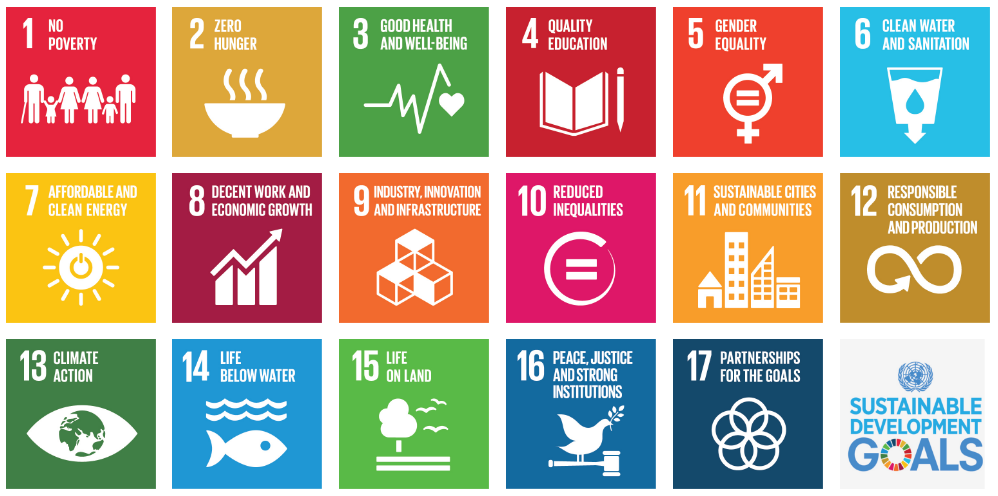 1 NO
POVERTY
2 ZERO
HUNGER
3 GOOD HEALTH
AND WELL-BEING
4 QUALITY
EDUCATION
5 GENDER
EQUALITY
6 CLEAN WATER
AND SANITATION
7 AFFORDABLE AND
CLEAN ENERGY
8 DECENT WORK AND
ECONOMIC GROWTH
9 INDUSTRY, INNOVATION
AND INFRASTRUCTURE
10 REDUCED
INEQUALITIES
11 SUSTAINABLE CITIES
AND COMMUNITIES
12 RESPONSIBLE
CONSUMPTION
AND PRODUCTION
13 CLIMATE
ACTION
14 LIFE
BELOW WATER
15 LIFE
ON LAND
16 PEACE, JUSTICE
AND STRONG
INSTITUTIONS
17 PARTNERSHIPS
FOR THE GOALS
SUSTAINABLE
DEVELOPMENT
GOALS